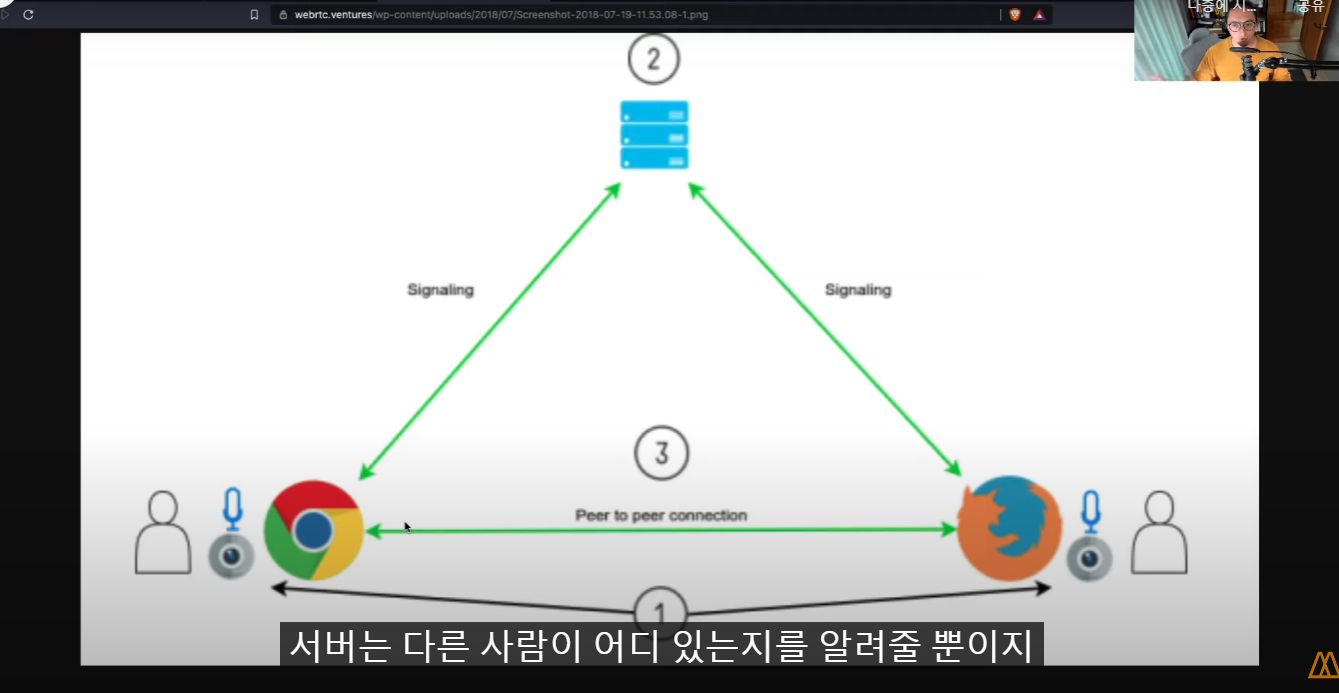 webrtc.ventures/wp-content/uploads/2018/07/Screenshot-2018-07-19-11.53.08-1.png
나중에 시...
공유
2
Signaling
Signaling
3
Peer to peer connection
1
서버는 다른 사람이 어디 있는지를 알려줄 뿐이지